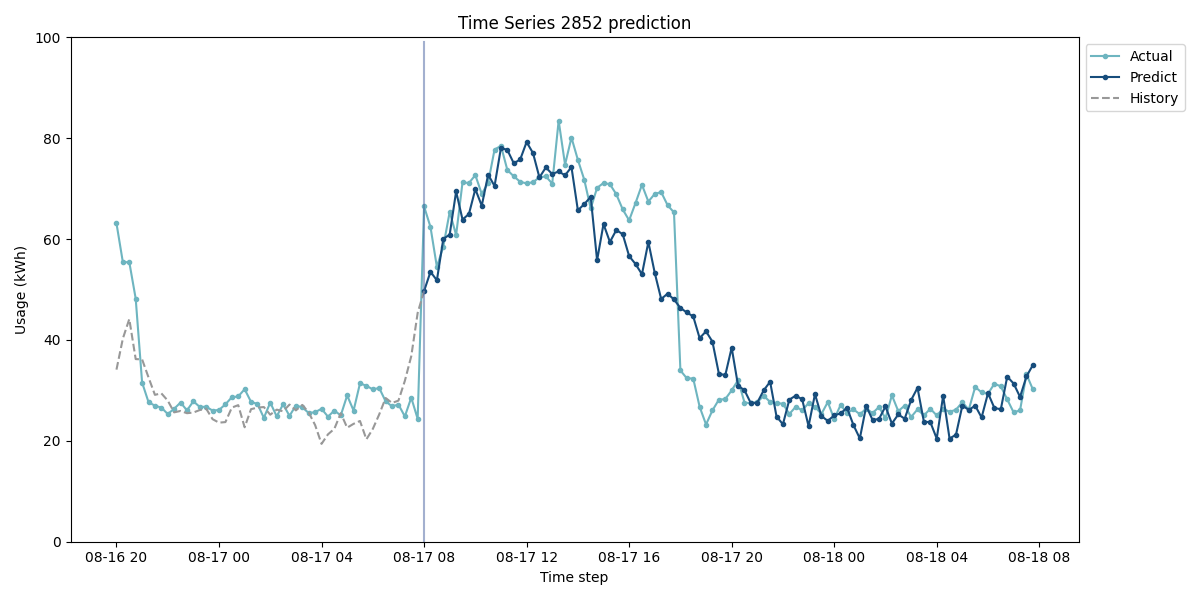 Time Series 2852 prediction
Actual
Predict
History
Usage (kWh)
100
80
60
40
20
0
08-16 20
08-17 00
08-17 04
08-17 08
08-17 12
08-17 16
08-17 20
08-18 00
08-18 04
08-18 08
Time step